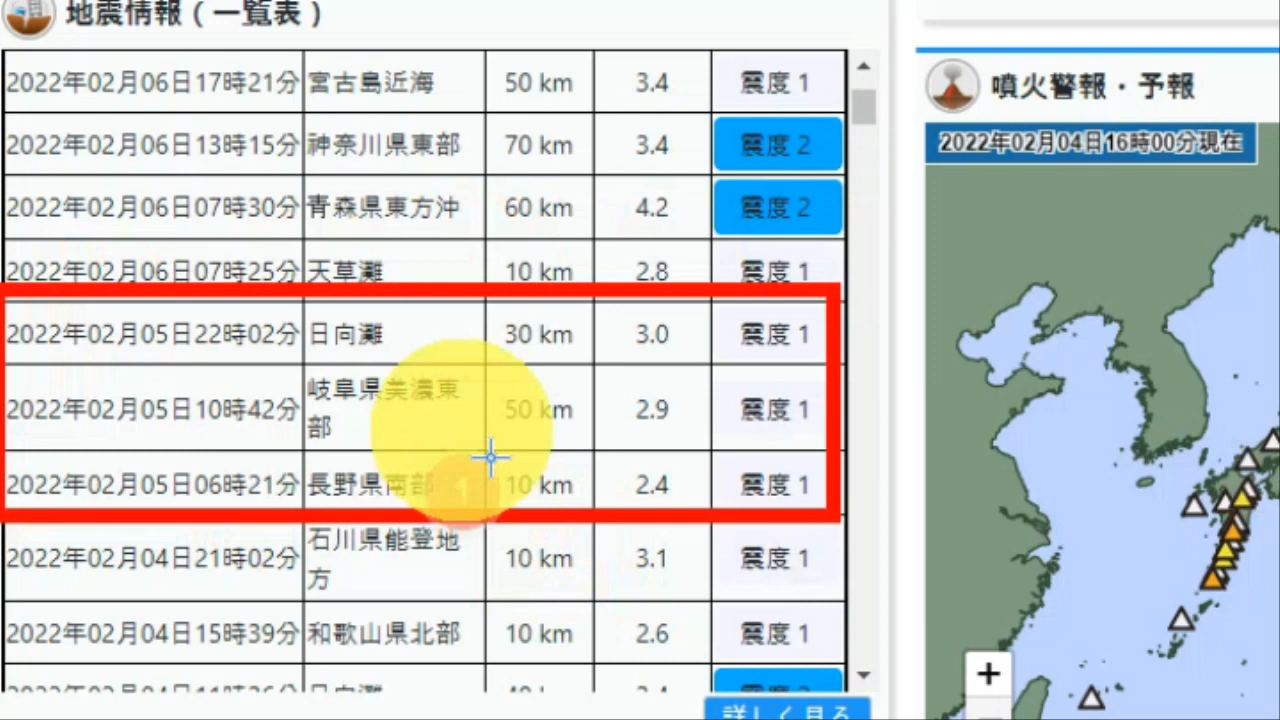 地震情報（一覧表）
2022年02月06日17時21分 宮古島近海 50 km 3.4 震度 1
2022年02月06日13時15分 神奈川県東部 70 km 3.4 震度 2
2022年02月06日07時30分 青森県東方沖 60 km 4.2 震度 2
2022年02月06日07時25分 天草灘 10 km 2.8 震度 1
2022年02月05日22時02分 日向灘 30 km 3.0 震度 1
2022年02月05日10時42分 岐阜県美濃東 50 km 2.9 震度 1
部
2022年02月05日06時21分 長野県南部 10 km 2.4 震度 1
2022年02月04日21時02分 石川県能登地 10 km 3.1 震度 1
方
2022年02月04日15時39分 和歌山県北部 10 km 2.6 震度 1
詳しく見る
噴火警報・予報
2022年02月04日16時00分現在
1
+